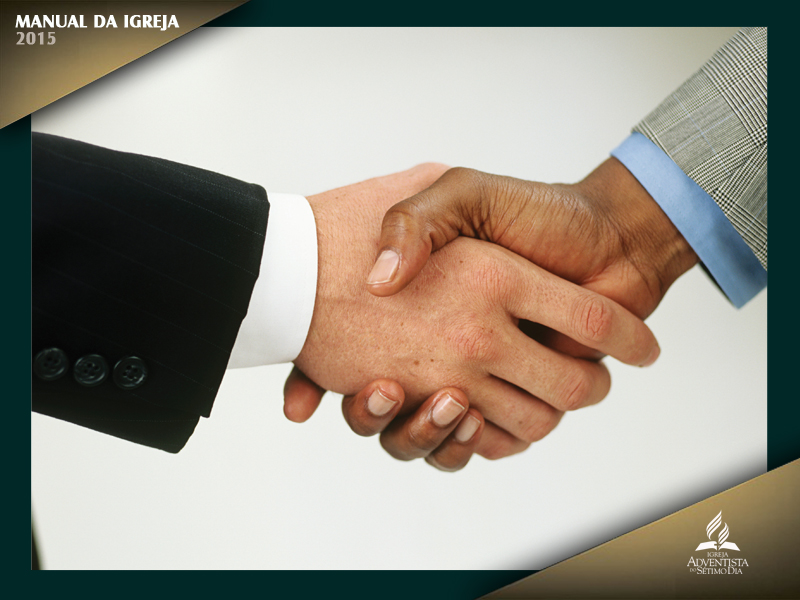 MANUAL DA IGREJA
2015
IGREJA
ADVENTISTA
DO SÉTIMO DIA